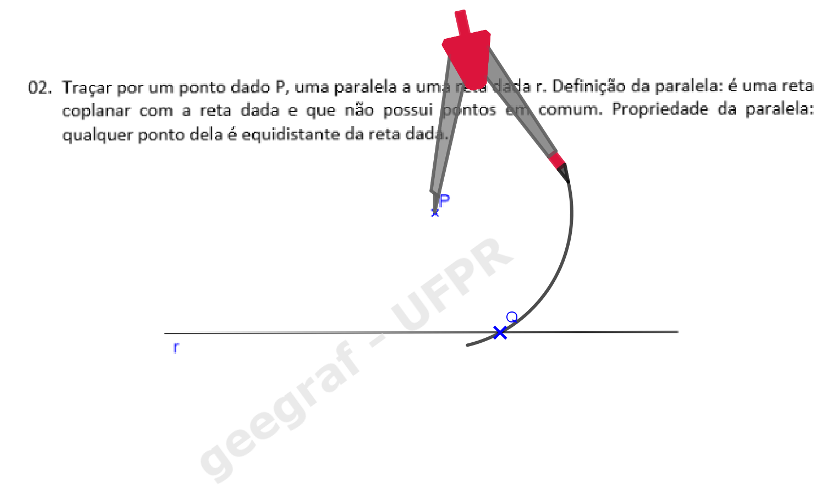 02. Traçar por um ponto dado P, uma paralela a uma reta dada r. Definição da paralela: é uma reta
coplanar com a reta dada e que não possui pontos em comum. Propriedade da paralela:
qualquer ponto dela é equidistante da reta dada.
P
geegraf - UFPR
Q
r